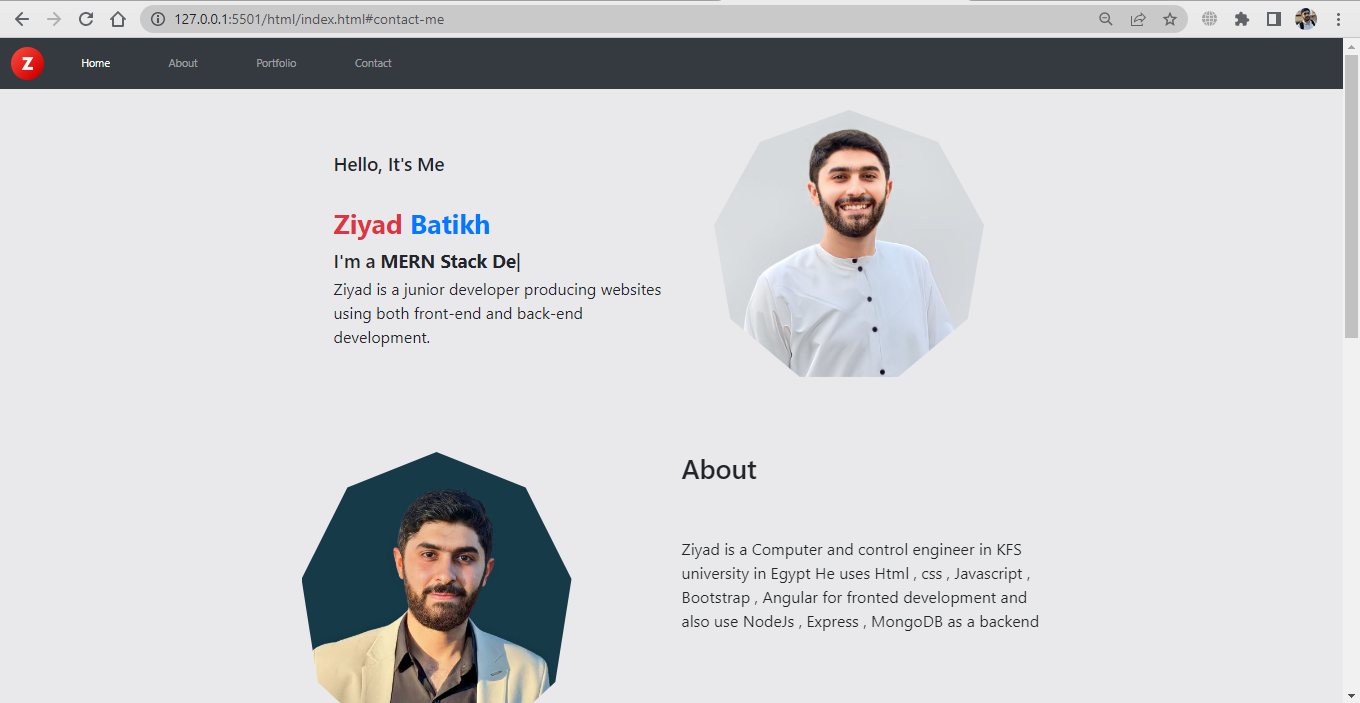 127.0.0.1:5501/html/index.html#contact-me
Z Home About Portfolio Contact
Hello, It's Me
Ziyad Batikh
I'm a MERN Stack De|
Ziyad is a junior developer producing websites
using both front-end and back-end
development.
About
Ziyad is a Computer and control engineer in KFS
university in Egypt He uses Html , css , Javascript ,
Bootstrap , Angular for fronted development and
also use NodeJs , Express , MongoDB as a backend